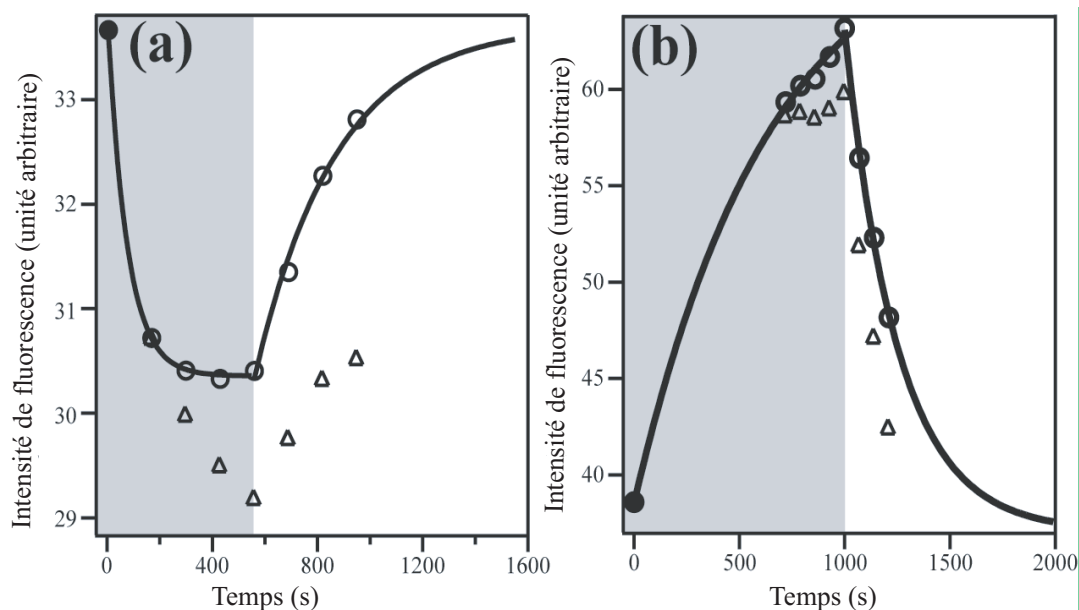 (a)
Intensité de fluorescence (unité arbitraire)
33
32
31
30
29
0 400 800 1200 1600
Temps (s)
(b)
Intensité de fluorescence (unité arbitraire)
60
55
50
45
40
0 500 1000 1500 2000
Temps (s)